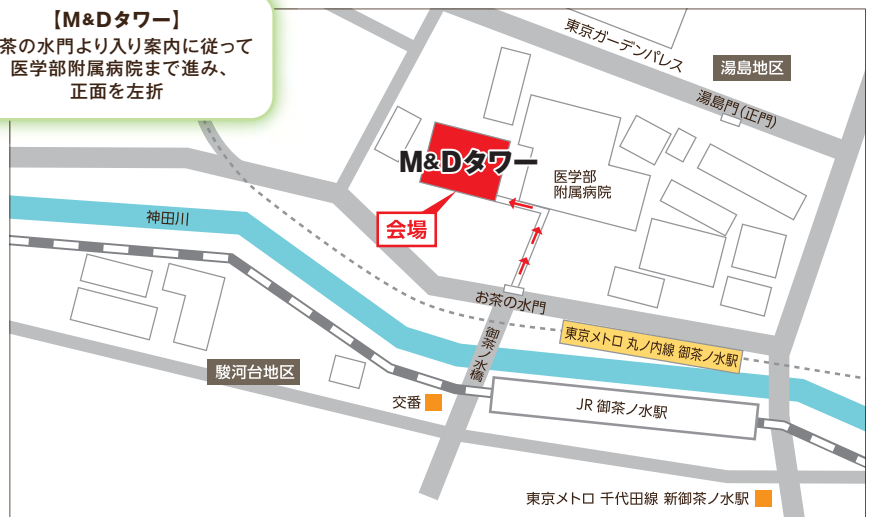 【M&Dタワー】
茶の水門より入り案内に従って
医学部附属病院まで進み、
正面を左折
東京ガーデンパレス
湯島地区
湯島門(正門)
M&Dタワー
医学部
附属病院
会場
神田川
お茶の水門
御茶ノ水橋
東京メトロ 丸ノ内線 御茶ノ水駅
駿河台地区
交番
JR 御茶ノ水駅
東京メトロ 千代田線 新御茶ノ水駅